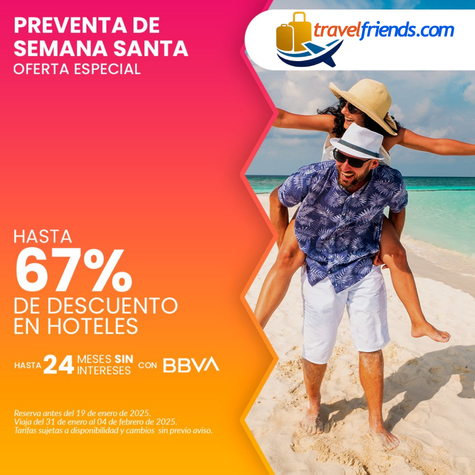 PREVENTA DE
SEMANA SANTA
OFERTA ESPECIAL
travelfriends.com
HASTA
67%
DE DESCUENTO
EN HOTELES
HASTA 24 MESES SIN INTERESES CON BBVA
Reserva antes del 19 de enero de 2025.
Viaja del 31 de enero al 04 de febrero de 2025.
Tarifas sujetas a disponibilidad y cambios sin previo aviso.